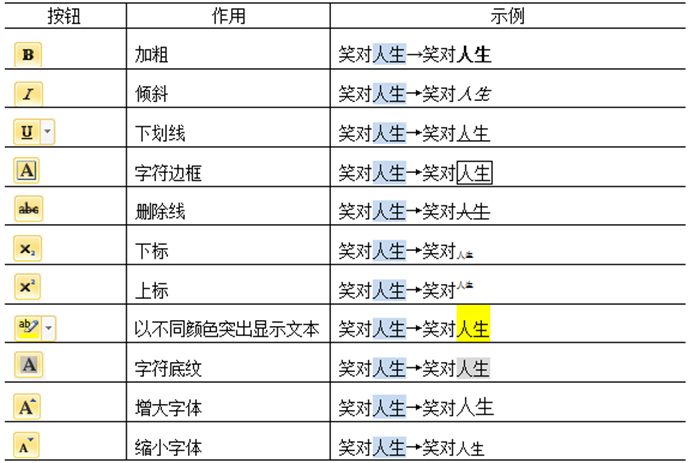 按钮 作用 示例
B 加粗 笑对人生→笑对人生
I 倾斜 笑对人生→笑对人生
U 下划线 笑对人生→笑对人生
A 字符边框 笑对人生→笑对人生
abc 删除线 笑对人生→笑对人生
x₂ 下标 笑对人生→笑对人生
x² 上标 笑对人生→笑对人生
ab 以不同颜色突出显示文本 笑对人生→笑对人生
A 字符底纹 笑对人生→笑对人生
A 增大字体 笑对人生→笑对人生
A 缩小字体 笑对人生→笑对人生